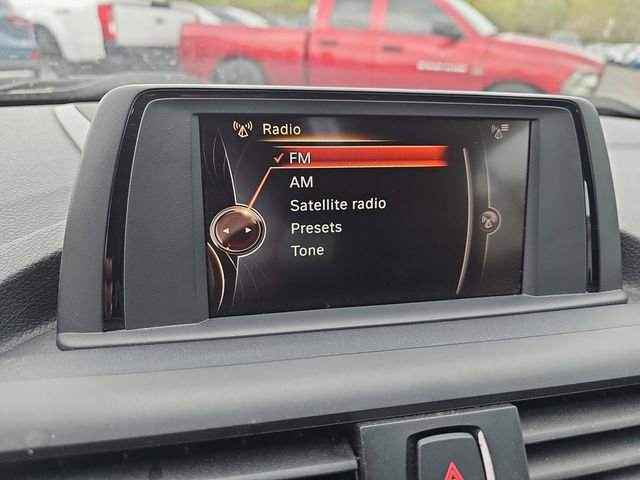 Radio
✓ FM
AM
Satellite radio
Presets
Tone